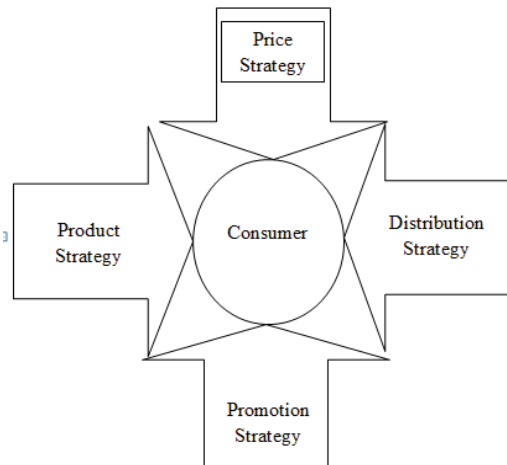 Price
Strategy
Product
Strategy
Consumer
Distribution
Strategy
Promotion
Strategy